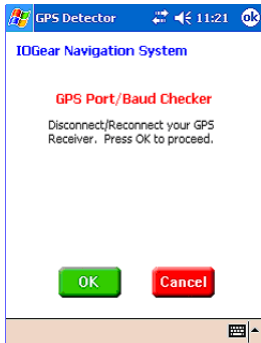 GPS Detector 11:21 ok
IOGear Navigation System
GPS Port/Baud Checker
Disconnect/Reconnect your GPS
Receiver. Press OK to proceed.
OK Cancel